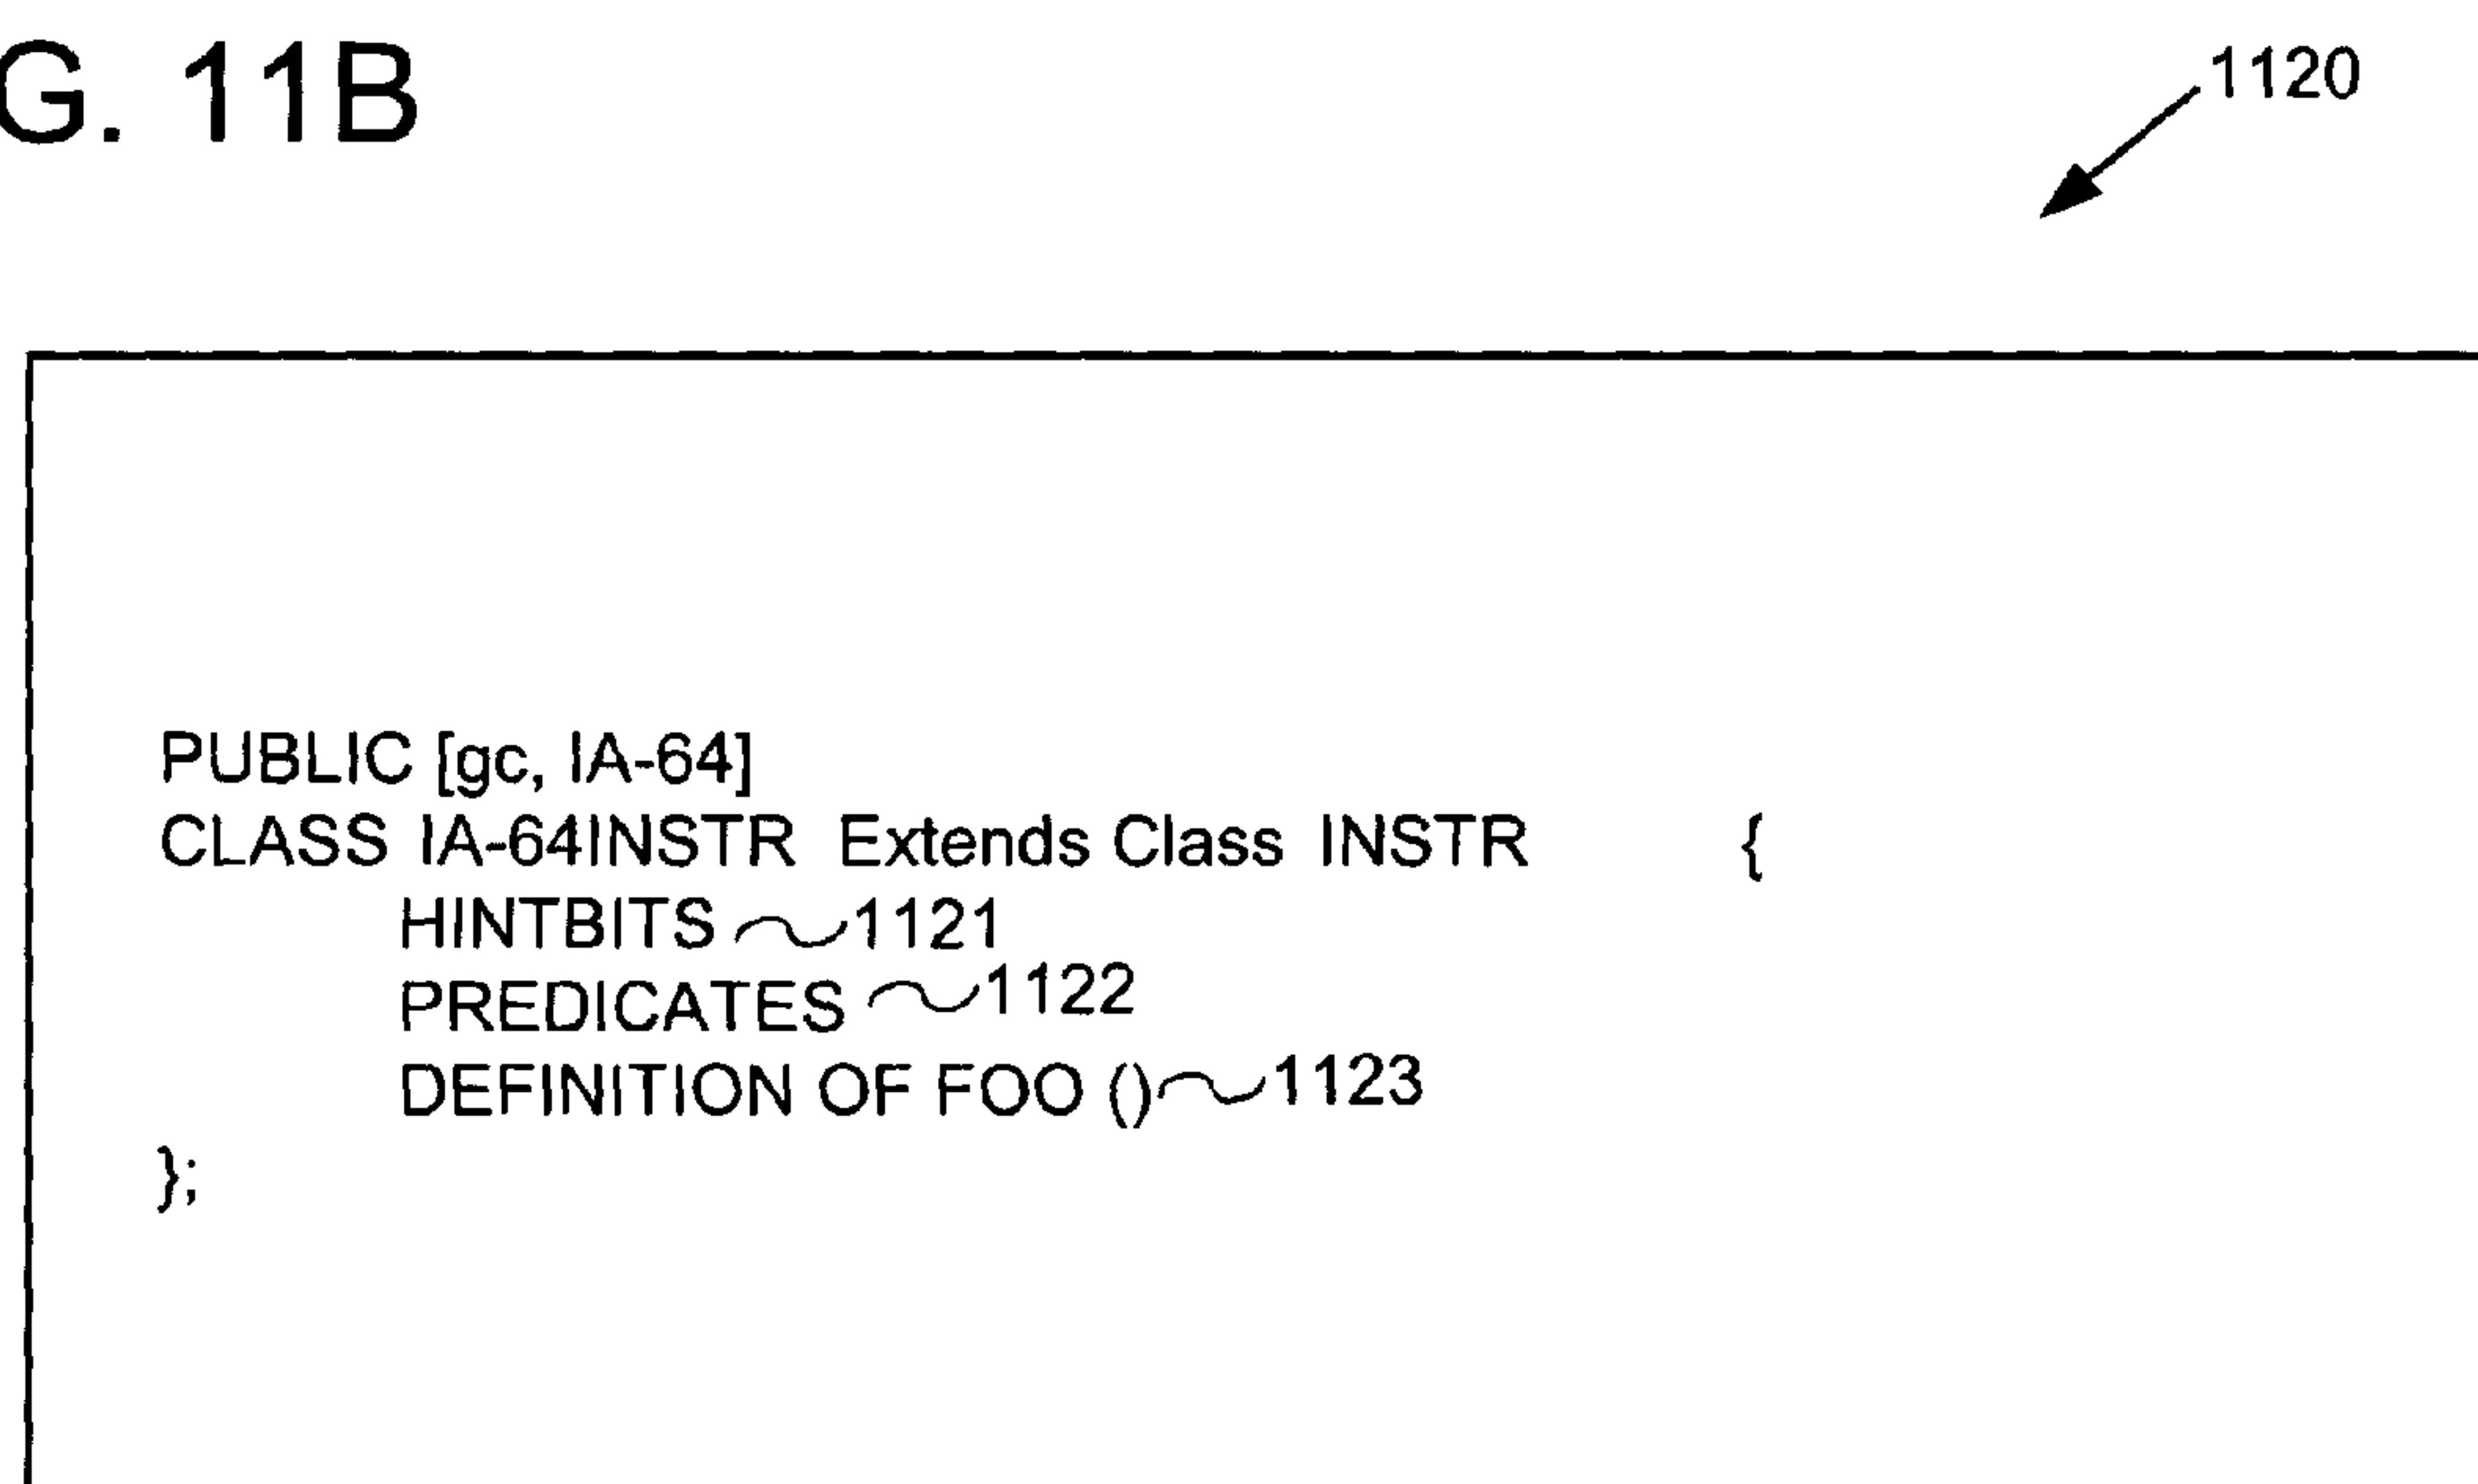 G. 11B
1120
PUBLIC [gc, IA-64]
CLASS IA-64INSTR Extends Class INSTR {
HINTBITS 1121
PREDICATES 1122
DEFINITION OF FOO () 1123
};